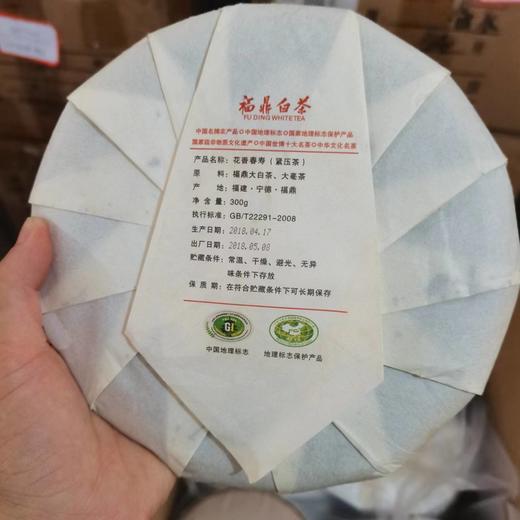 福鼎白茶
FU DING WHITE TEA
中国名牌农产品⊙中国地理标志⊙国家地理标志保护产品
国家级非物质文化遗产⊙中国世博十大名茶⊙中华文化名茶
产品名称：花香春寿（紧压茶）
原 料：福鼎大白茶、大毫茶
产 地：福建·宁德·福鼎
净 含 量：300g
执行标准：GB/T22291-2008
生产日期：2018.04.17
出厂日期：2018.05.08
贮藏条件：常温、干燥、避光、无异
味条件下存放
保 质 期：在符合贮藏条件下可长期保存
GI
中国地理标志
地理标志保护产品